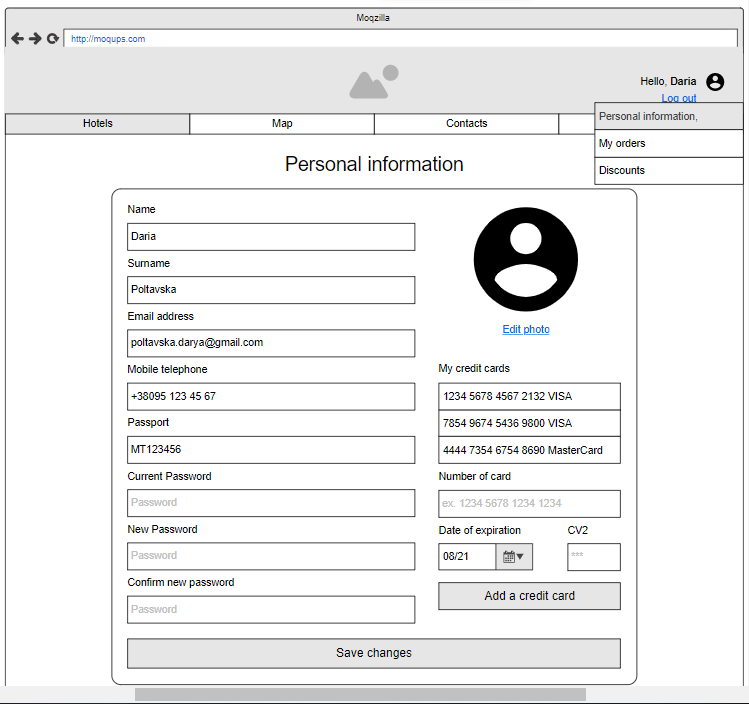 Moqzilla
http://moqups.com
Hello, Daria
Log out
Hotels
Map
Contacts
Personal information,
My orders
Discounts
Personal information
Name
Daria
Surname
Poltavska
Email address
poltavska.darya@gmail.com
Mobile telephone
+38095 123 45 67
Passport
MT123456
Current Password
Password
New Password
Password
Confirm new password
Password
Edit photo
My credit cards
1234 5678 4567 2132 VISA
7854 9674 5436 9800 VISA
4444 7354 6754 8690 MasterCard
Number of card
ex. 1234 5678 1234 1234
Date of expiration
CV2
08/21
***
Add a credit card
Save changes